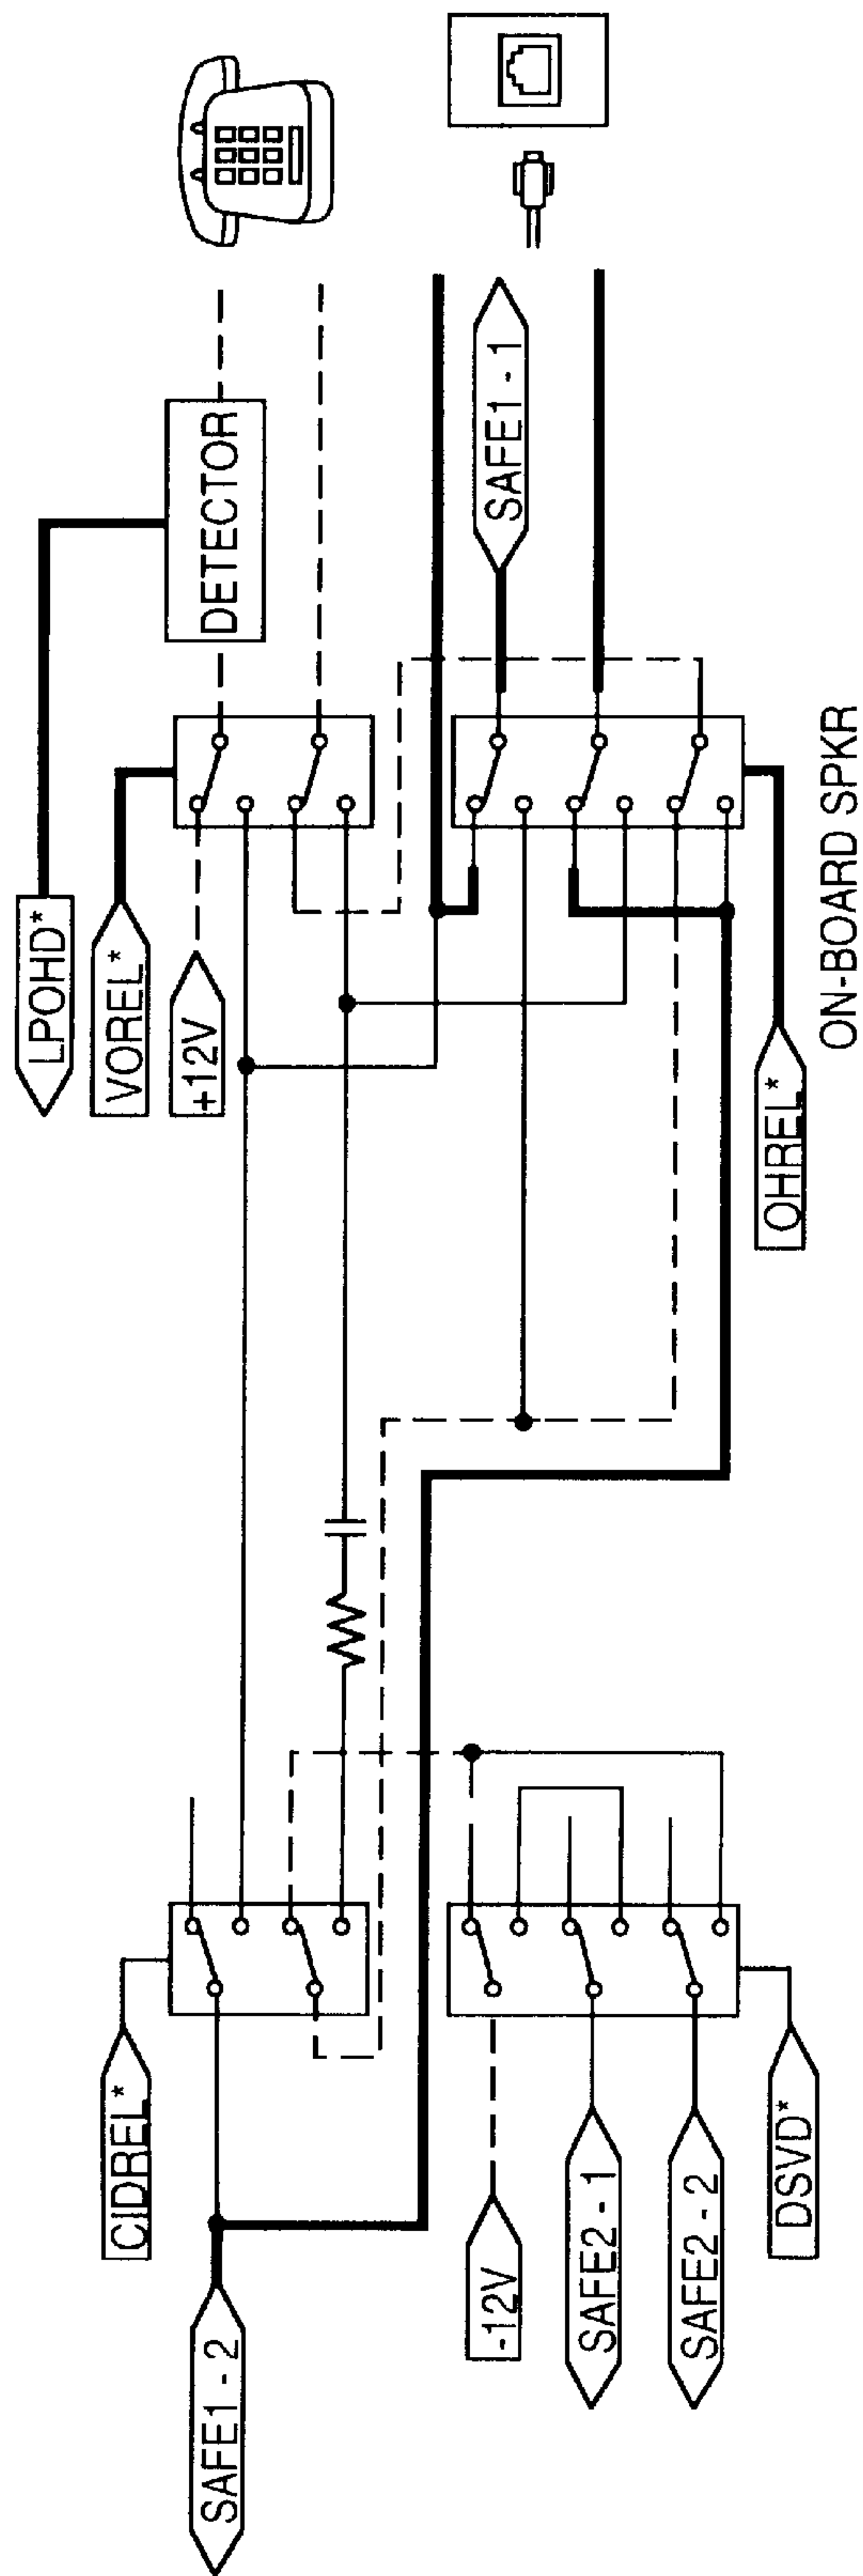 LPOHD*
VOREL*
+12V
DETECTOR
SAFE1 - 1
OHREL*
ON-BOARD SPKR
CIDREL*
SAFE1 - 2
-12V
SAFE2 - 1
SAFE2 - 2
DSVD*